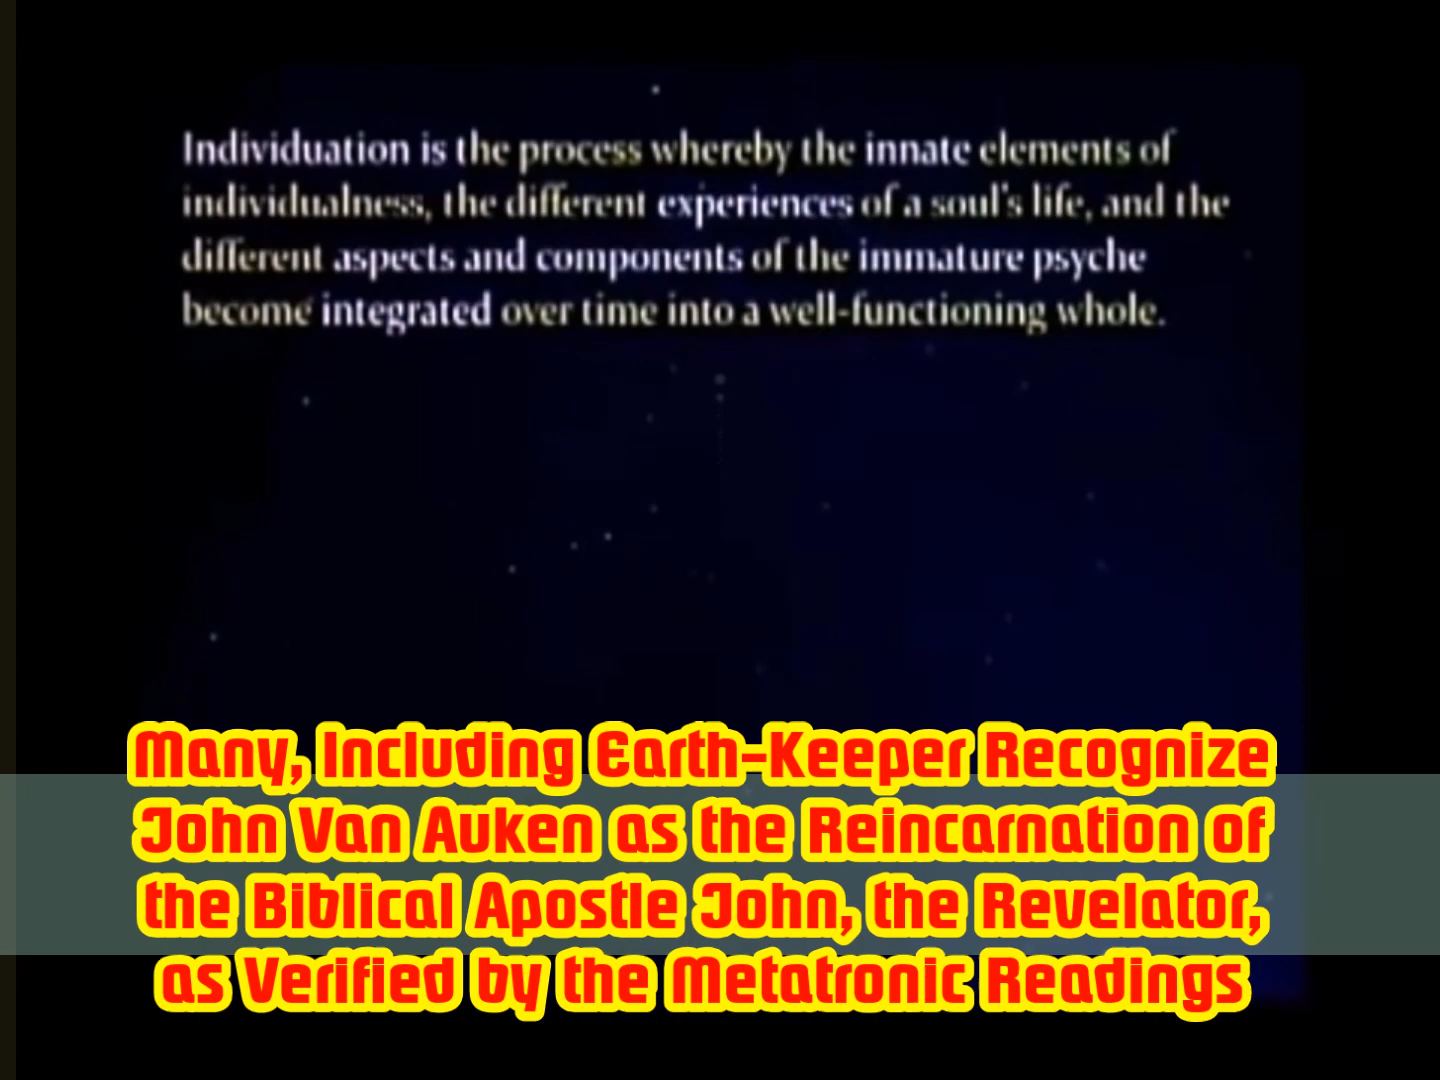 Individuation is the process whereby the innate elements of
individualness, the different experiences of a soul's life, and the
different aspects and components of the immature psyche
become integrated over time into a well-functioning whole.
Many, Including Earth-Keeper Recognize
John Van Auken as the Reincarnation of
the Biblical Apostle John, the Revelator,
as Verified by the Metatronic Readings